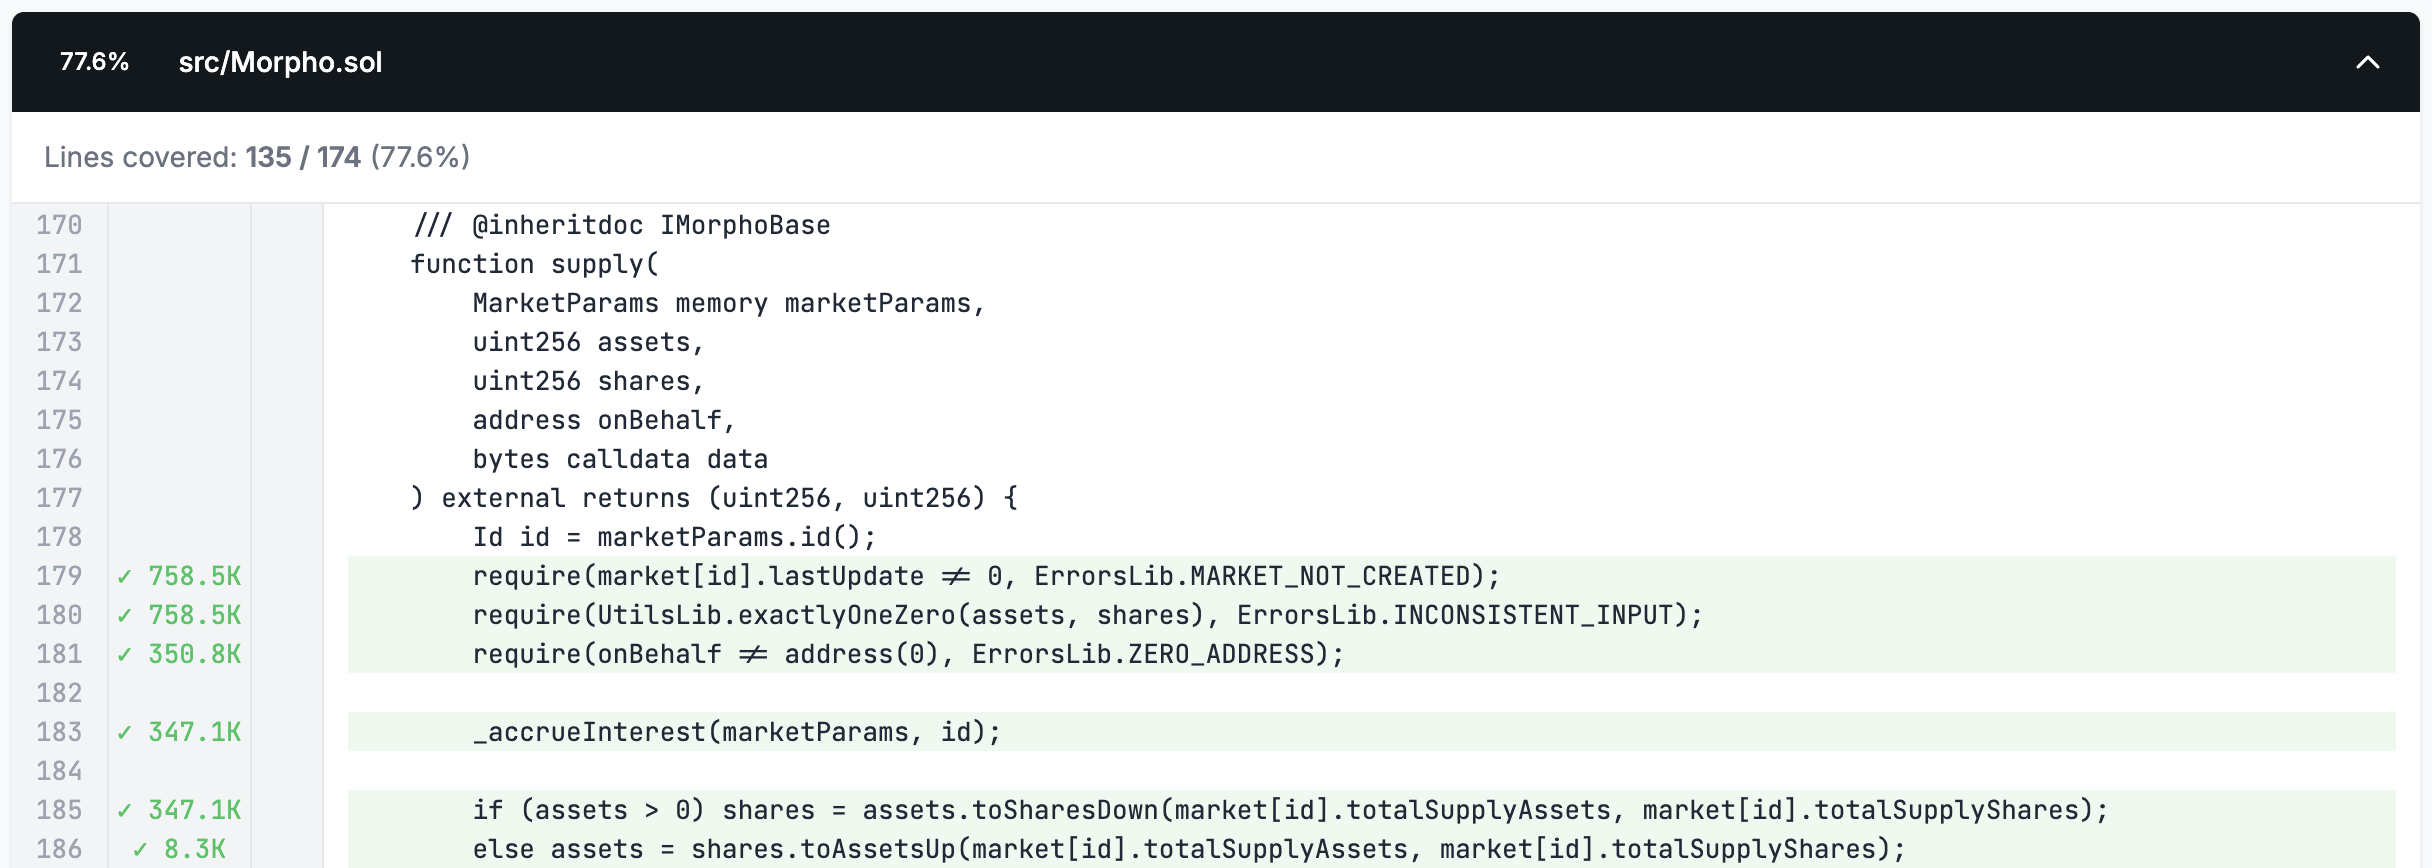 77.6% src/Morpho.sol
Lines covered: 135 / 174 (77.6%)
170 /// @inheritdoc IMorphoBase
171 function supply(
172 MarketParams memory marketParams,
173 uint256 assets,
174 uint256 shares,
175 address onBehalf,
176 bytes calldata data
177 ) external returns (uint256, uint256) {
178 Id id = marketParams.id();
179 ✓ 758.5K require(market[id].lastUpdate != 0, ErrorsLib.MARKET_NOT_CREATED);
180 ✓ 758.5K require(UtilsLib.exactlyOneZero(assets, shares), ErrorsLib.INCONSISTENT_INPUT);
181 ✓ 350.8K require(onBehalf != address(0), ErrorsLib.ZERO_ADDRESS);
182
183 ✓ 347.1K _accrueInterest(marketParams, id);
184
185 ✓ 347.1K if (assets > 0) shares = assets.toSharesDown(market[id].totalSupplyAssets, market[id].totalSupplyShares);
186 ✓ 8.3K else assets = shares.toAssetsUp(market[id].totalSupplyAssets, market[id].totalSupplyShares);